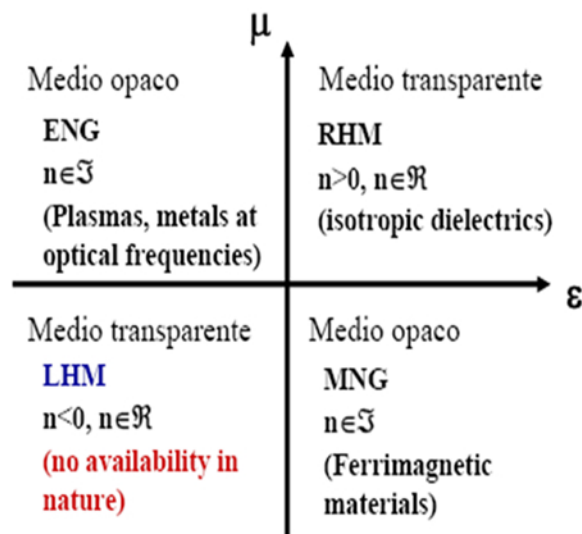 μ
Medio opaco
ENG
n∈ℑ
(Plasmas, metals at
optical frequencies)
Medio transparente
RHM
n>0, n∈ℜ
(isotropic dielectrics)
ε
Medio transparente
LHM
n<0, n∈ℜ
(no availability in
nature)
Medio opaco
MNG
n∈ℑ
(Ferrimagnetic
materials)